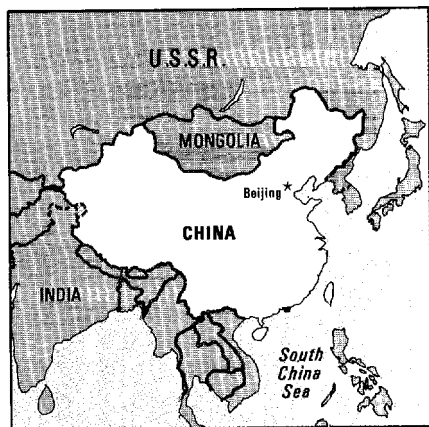 U.S.S.R.
MONGOLIA
Beijing
CHINA
INDIA
South
China
Sea